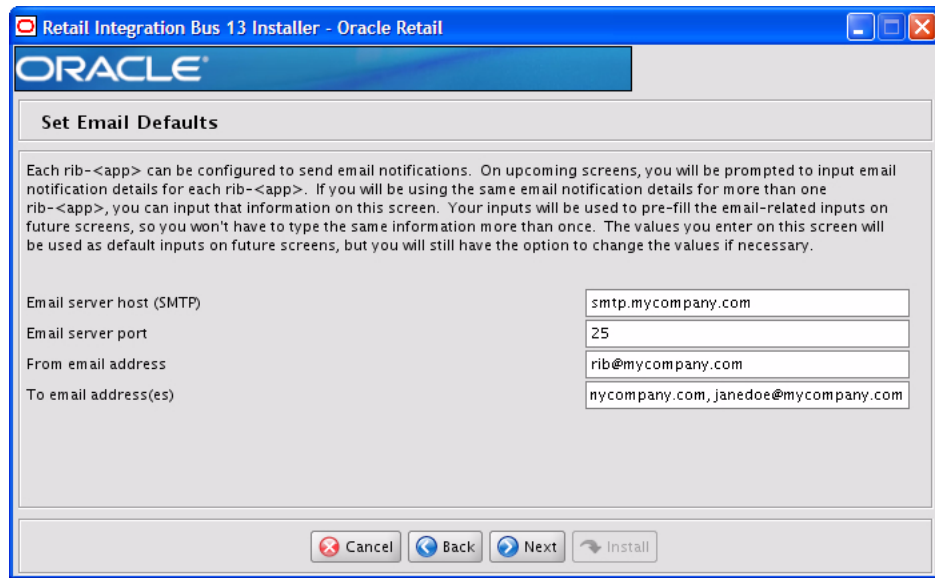 Retail Integration Bus 13 Installer - Oracle Retail
ORACLE
Set Email Defaults
Each rib-<app> can be configured to send email notifications. On upcoming screens, you will be prompted to input email
notification details for each rib-<app>. If you will be using the same email notification details for more than one
rib-<app>, you can input that information on this screen. Your inputs will be used to pre-fill the email-related inputs on
future screens, so you won't have to type the same information more than once. The values you enter on this screen will
be used as default inputs on future screens, but you will still have the option to change the values if necessary.
Email server host (SMTP) smtp.mycompany.com
Email server port 25
From email address rib@mycompany.com
To email address(es) nycompany.com, janedoe@mycompany.com
Cancel Back Next Install